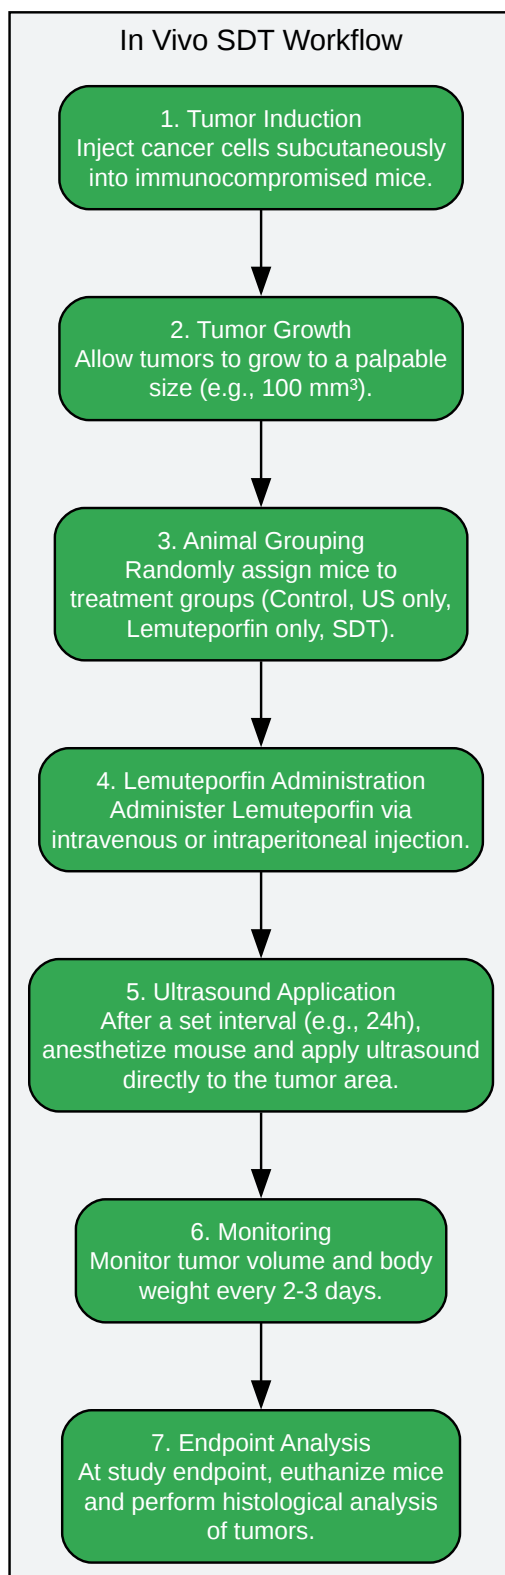 In Vivo SDT Workflow
1. Tumor Induction
Inject cancer cells subcutaneously
into immunocompromised mice.
2. Tumor Growth
Allow tumors to grow to a palpable
size (e.g., 100 mm³).
3. Animal Grouping
Randomly assign mice to
treatment groups (Control, US only,
Lemuteporfin only, SDT).
4. Lemuteporfin Administration
Administer Lemuteporfin via
intravenous or intraperitoneal injection.
5. Ultrasound Application
After a set interval (e.g., 24h),
anesthetize mouse and apply ultrasound
directly to the tumor area.
6. Monitoring
Monitor tumor volume and body
weight every 2-3 days.
7. Endpoint Analysis
At study endpoint, euthanize mice
and perform histological analysis
of tumors.